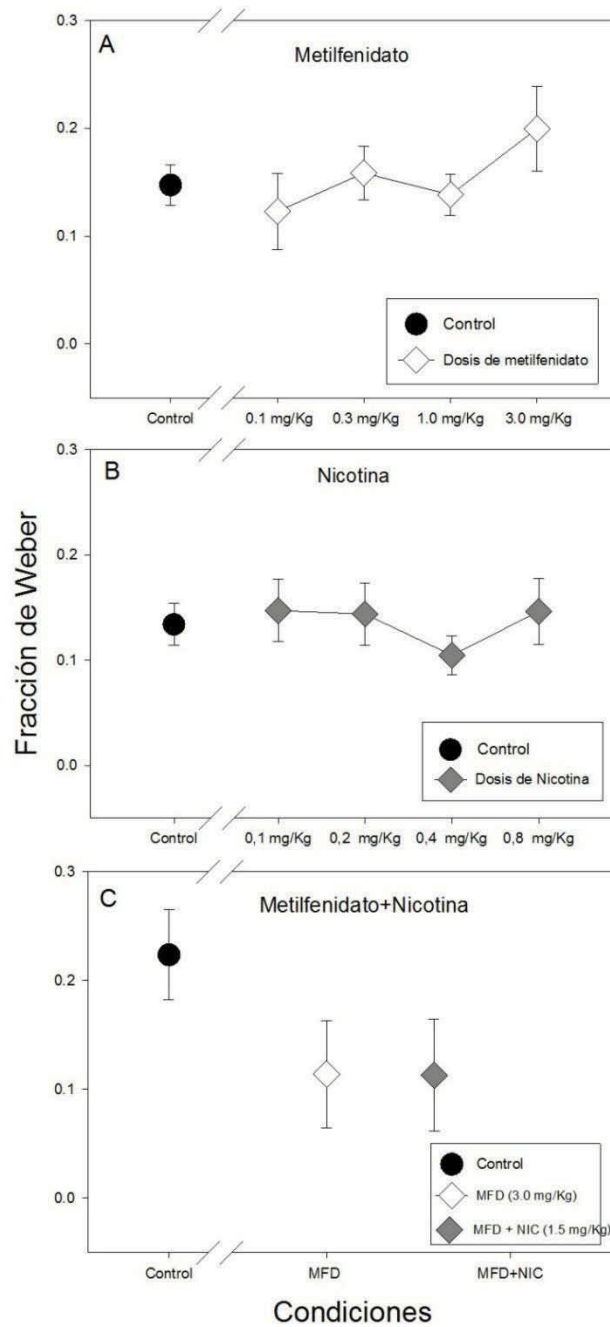 0.3
A
Metilfenidato
0.2
0.1
Control
0.0
Dosis de metilfenidato
Control 0.1 mg/Kg 0.3 mg/Kg 1.0 mg/Kg 3.0 mg/Kg
0.3
B
Nicotina
0.2
Fracción de Weber
0.1
Control
0.0
Dosis de Nicotina
Control 0,1 mg/Kg 0,2 mg/Kg 0,4 mg/Kg 0,8 mg/Kg
0.3
C
Metilfenidato+Nicotina
0.2
0.1
Control
0.0
MFD (3.0 mg/Kg)
MFD + NIC (1.5 mg/Kg)
Control MFD MFD+NIC
Condiciones